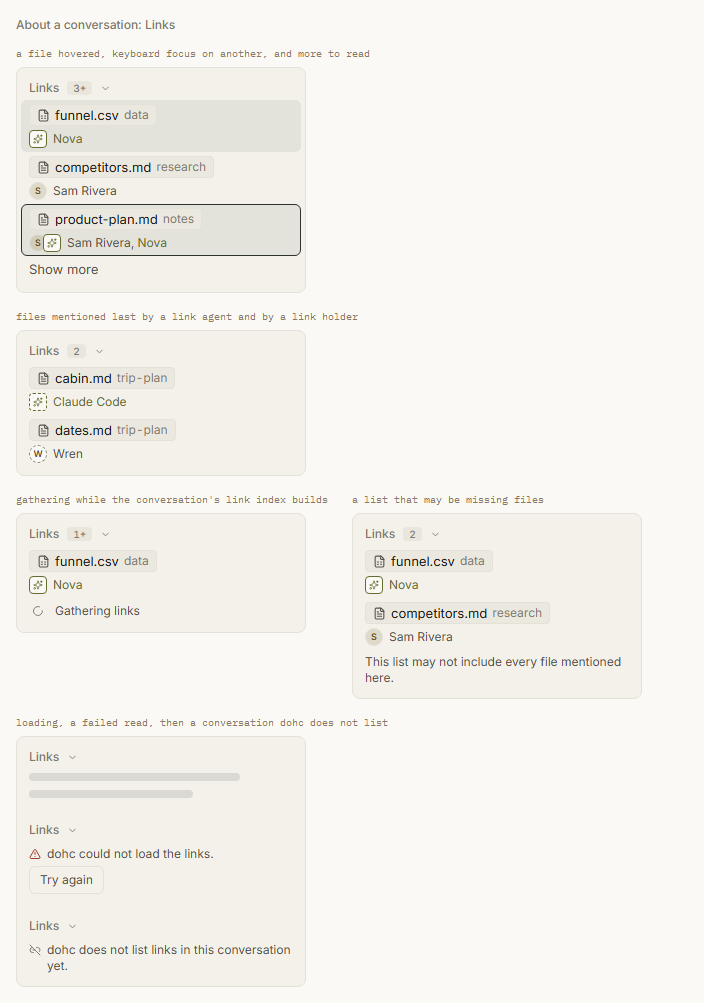 About a conversation: Links
a file hovered, keyboard focus on another, and more to read
Links 3+
funnel.csv data
Nova
competitors.md research
S Sam Rivera
product-plan.md notes
S Sam Rivera, Nova
Show more
files mentioned last by a link agent and by a link holder
Links 2
cabin.md trip-plan
Claude Code
dates.md trip-plan
W Wren
gathering while the conversation's link index builds
Links 1+
funnel.csv data
Nova
Gathering links
a list that may be missing files
Links 2
funnel.csv data
Nova
competitors.md research
S Sam Rivera
This list may not include every file mentioned
here.
loading, a failed read, then a conversation dohc does not list
Links
Links
dohc could not load the links.
Try again
Links
dohc does not list links in this conversation
yet.